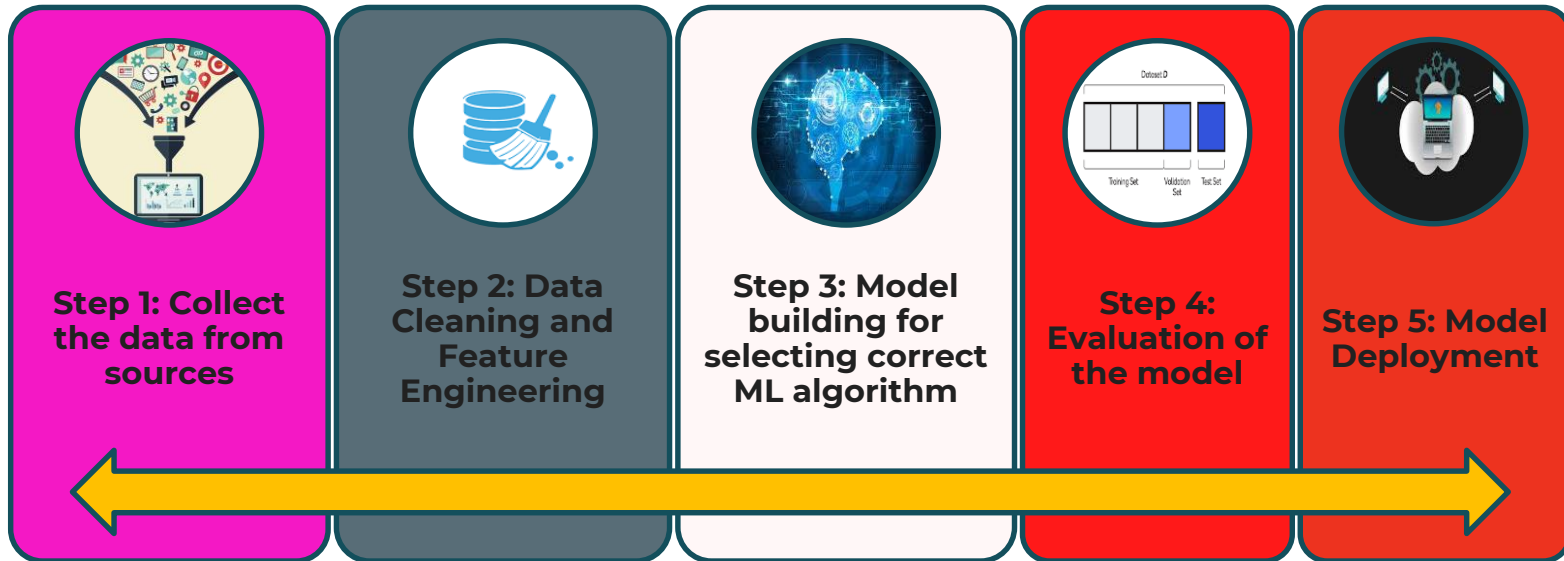 Step 1: Collect
the data from
sources
Step 2: Data
Cleaning and
Feature
Engineering
Step 3: Model
building for
selecting correct
ML algorithm
Dataset D
Training Set
Validation
Set
Test Set
Step 4:
Evaluation of
the model
Step 5: Model
Deployment